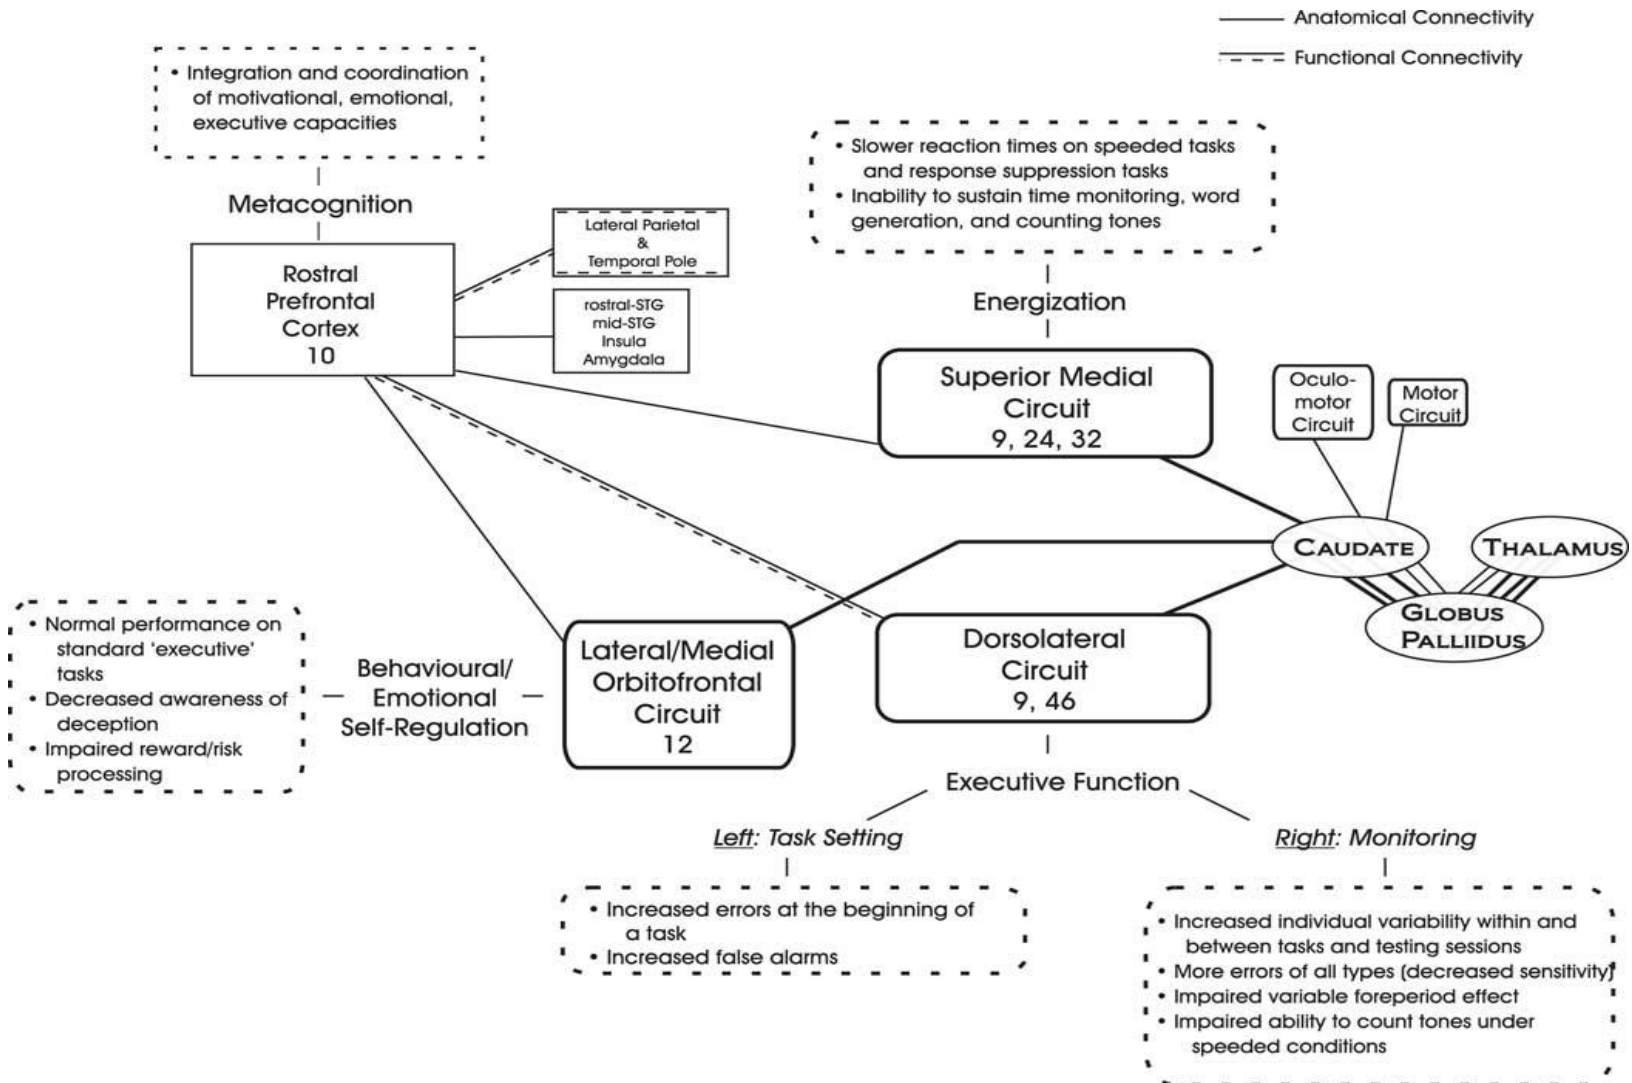 Anatomical Connectivity
Functional Connectivity
• Integration and coordination
of motivational, emotional,
executive capacities
Metacognition
Rostral
Prefrontal
Cortex
10
Lateral Parietal
&
Temporal Pole
rostral-STG
mid-STG
Insula
Amygdala
• Slower reaction times on speeded tasks
and response suppression tasks
• Inability to sustain time monitoring, word
generation, and counting tones
Energization
Superior Medial
Circuit
9, 24, 32
Oculo-
motor
Circuit
Motor
Circuit
CAUDATE
THALAMUS
GLOBUS
PALLIIDUS
• Normal performance on
standard 'executive'
tasks
• Decreased awareness of
deception
• Impaired reward/risk
processing
Behavioural/
Emotional
Self-Regulation
Lateral/Medial
Orbitofrontal
Circuit
12
Dorsolateral
Circuit
9, 46
Executive Function
Left: Task Setting
Right: Monitoring
• Increased errors at the beginning of
a task
• Increased false alarms
• Increased individual variability within and
between tasks and testing sessions
• More errors of all types (decreased sensitivity)
• Impaired variable foreperiod effect
• Impaired ability to count tones under
speeded conditions